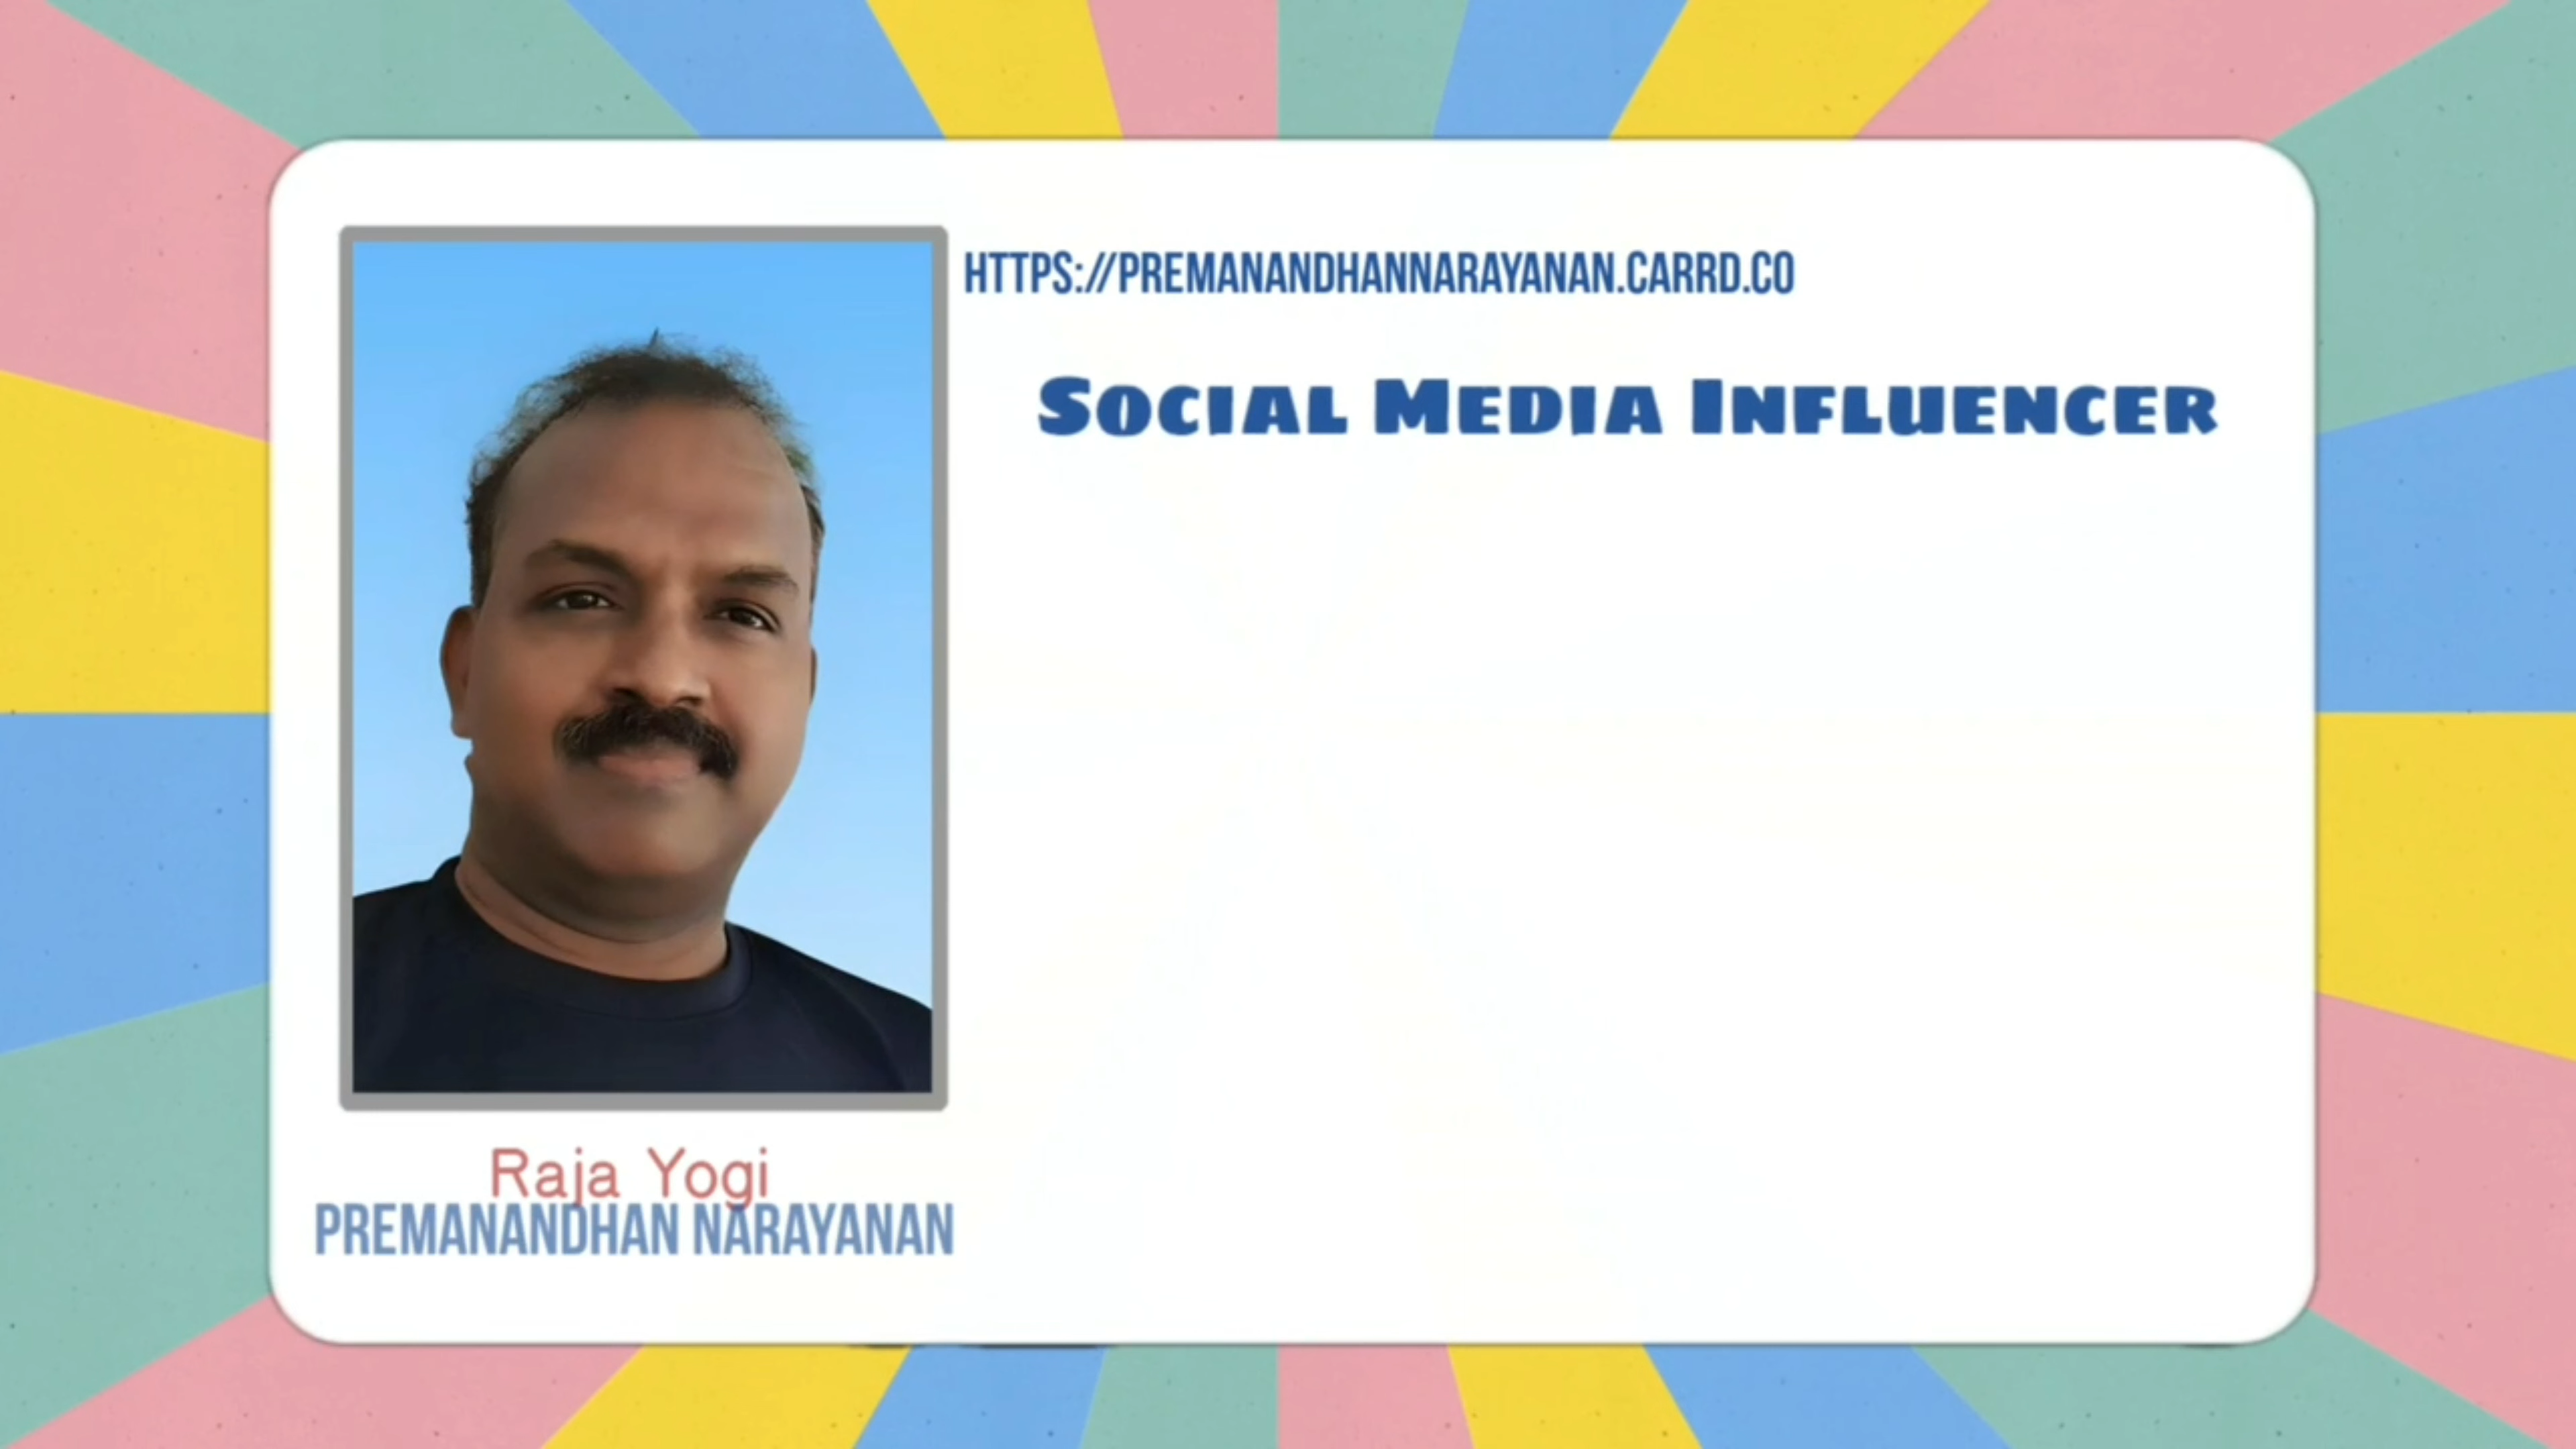 HTTPS://PREMANANDHANNARAYANAN.CARRD.CO
Social Media Influencer
Raja Yogi
PREMANANDHAN NARAYANAN